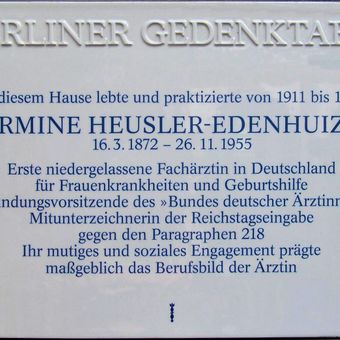 RLINER GEDENKTA
diesem Hause lebte und praktizierte von 1911 bis 1
RMINE HEUSLER-EDENHUIZ
16.3.1872 – 26.11.1955
Erste niedergelassene Fachärztin in Deutschland
für Frauenkrankheiten und Geburtshilfe
ndungsvorsitzende des »Bundes deutscher Ärztinn
Mitunterzeichnerin der Reichstagseingabe
gegen den Paragraphen 218
Ihr mutiges und soziales Engagement prägte
maßgeblich das Berufsbild der Ärztin